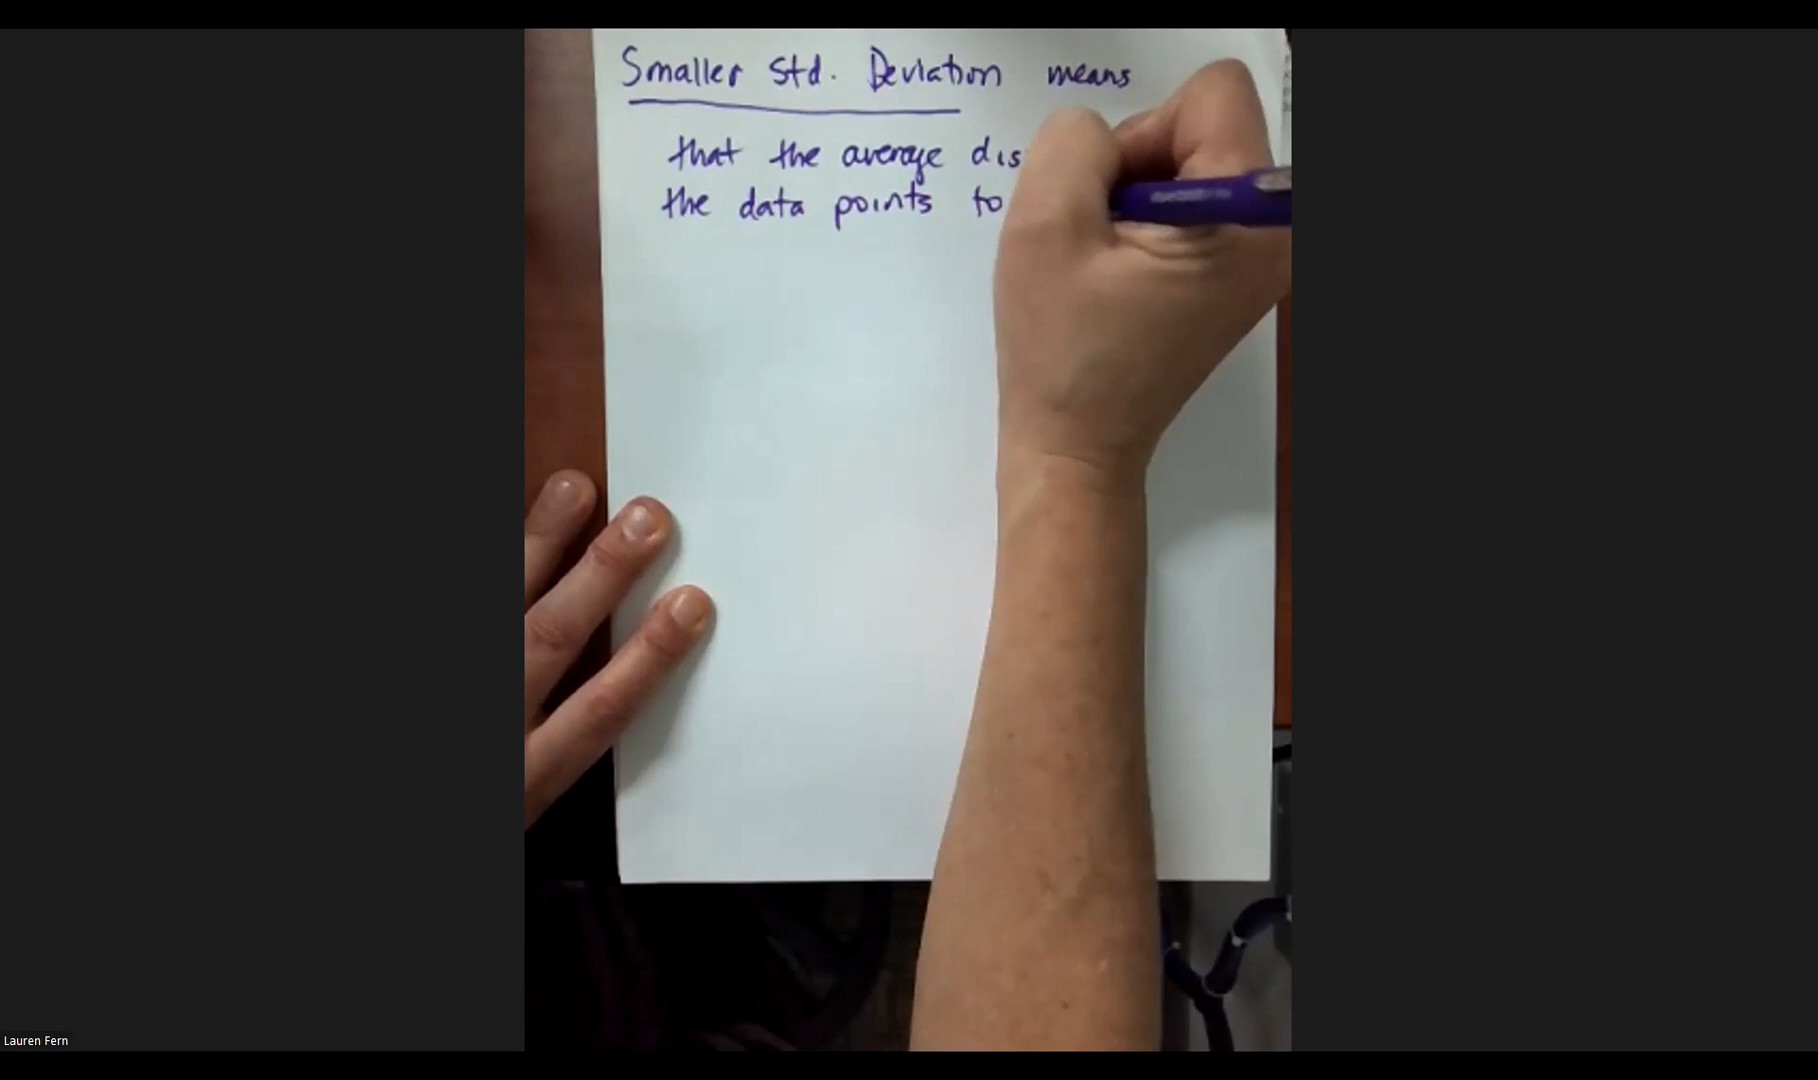 Smaller Std. Deviation means
that the average dis
the data points to
Lauren Fern